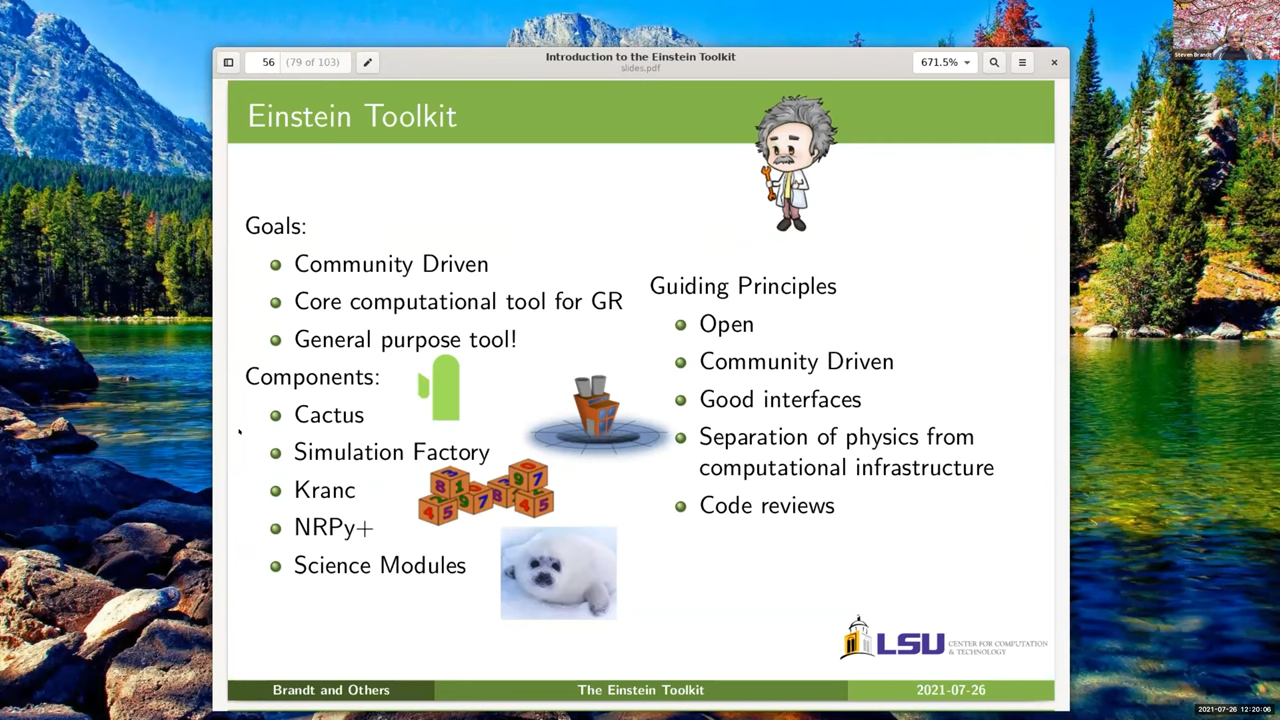 56 (79 of 103)
Introduction to the Einstein Toolkit
slides.pdf
671.5%
Steven Brandt
Einstein Toolkit
Goals:
Community Driven
Core computational tool for GR
General purpose tool!
Components:
Cactus
Simulation Factory
Kranc
NRPy+
Science Modules
Guiding Principles
Open
Community Driven
Good interfaces
Separation of physics from
computational infrastructure
Code reviews
LSU CENTER FOR COMPUTATION
& TECHNOLOGY
Brandt and Others The Einstein Toolkit 2021-07-26
2021-07-26 12:20:06